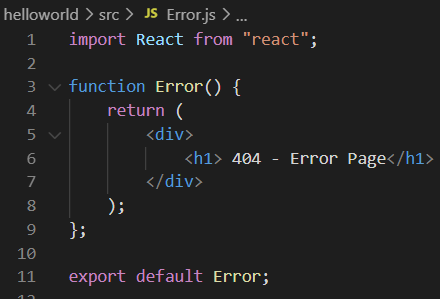 helloworld > src > JS Error.js > ...
1 import React from "react";
2
3 function Error() {
4     return (
5         <div>
6             <h1> 404 - Error Page</h1>
7         </div>
8     );
9 };
10
11 export default Error;